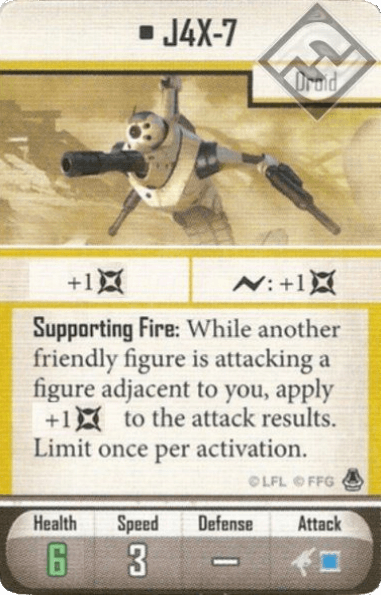 J4X-7
Droid
+1
: +1
Supporting Fire: While another
friendly figure is attacking a
figure adjacent to you, apply
+1 to the attack results.
Limit once per activation.
©LFL ©FFG
Health Speed Defense Attack
6 3 –